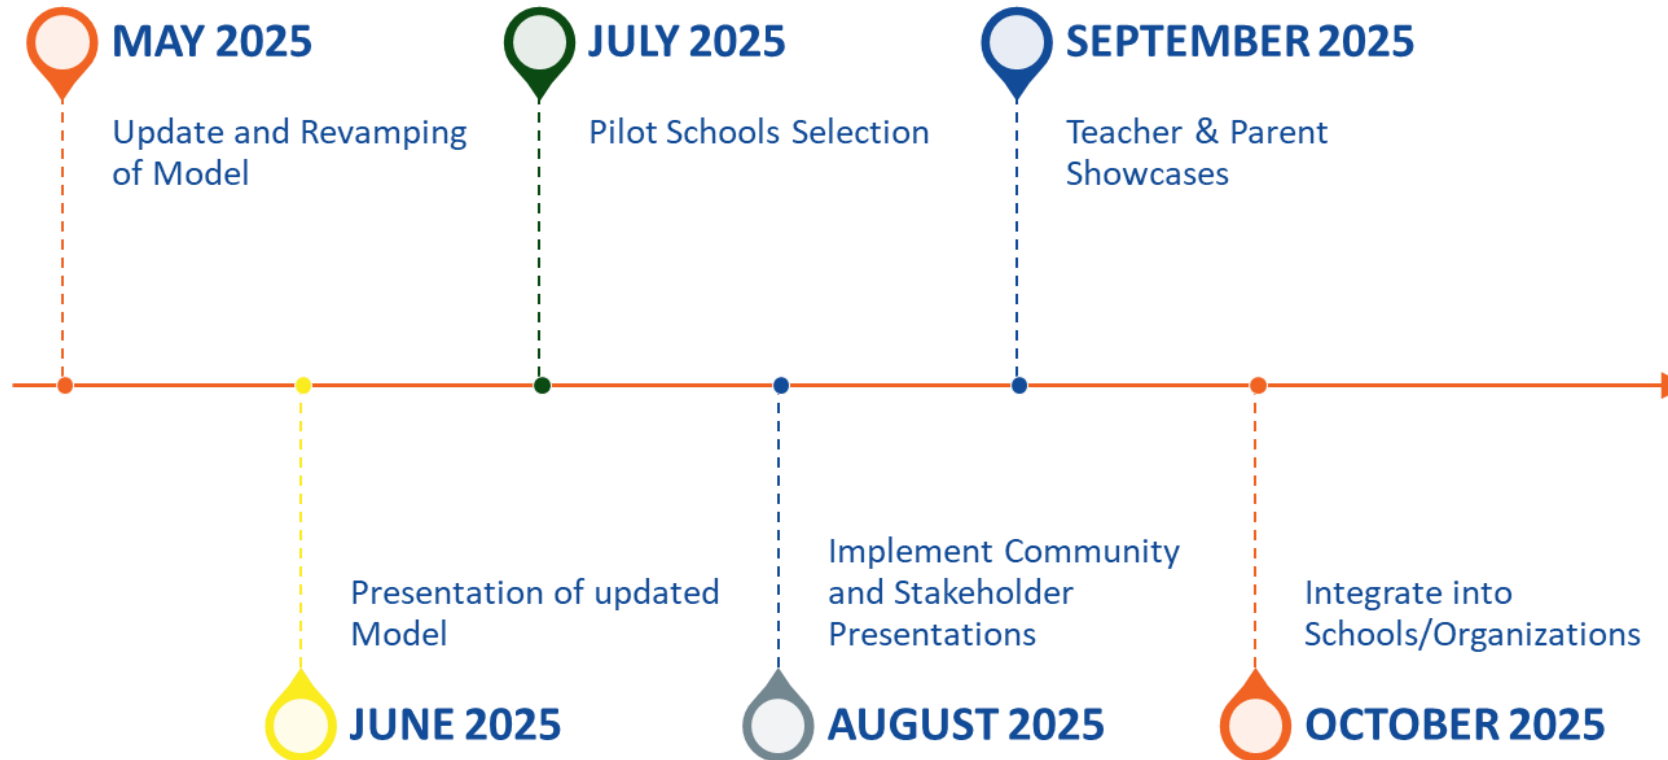 MAY 2025
Update and Revamping
of Model
JUNE 2025
Presentation of updated
Model
JULY 2025
Pilot Schools Selection
AUGUST 2025
Implement Community
and Stakeholder
Presentations
SEPTEMBER 2025
Teacher & Parent
Showcases
OCTOBER 2025
Integrate into
Schools/Organizations